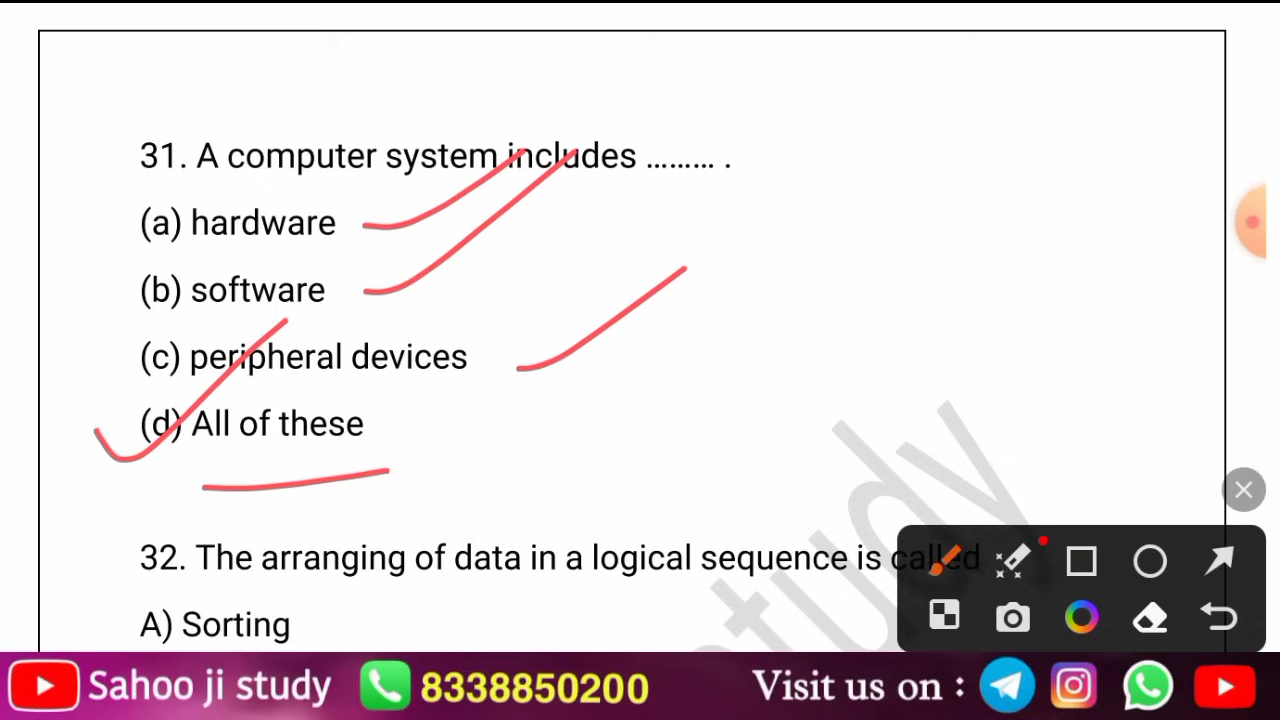 31. A computer system includes ......... .
(a) hardware
(b) software
(c) peripheral devices
(d) All of these
32. The arranging of data in a logical sequence is called
A) Sorting
study
Sahoo ji study 8338850200 Visit us on :